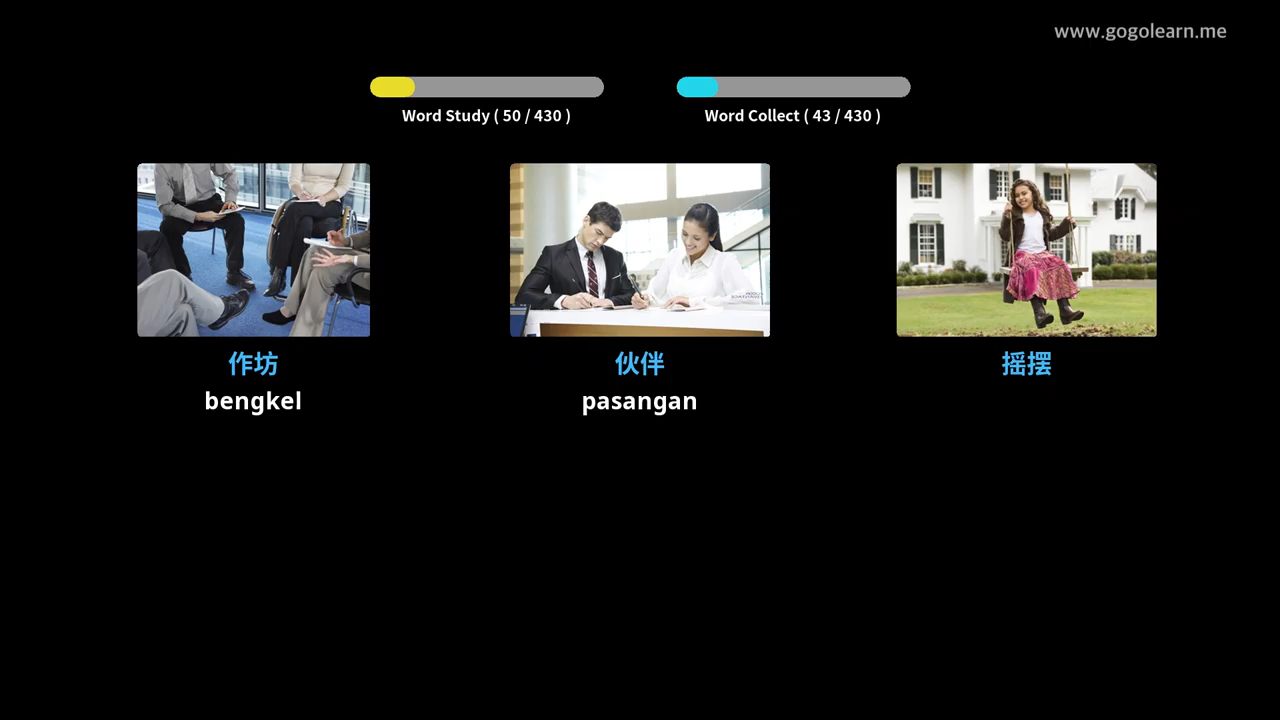 www.gogolearn.me
Word Study ( 50 / 430 )
Word Collect ( 43 / 430 )
作坊
bengkel
伙伴
pasangan
摇摆